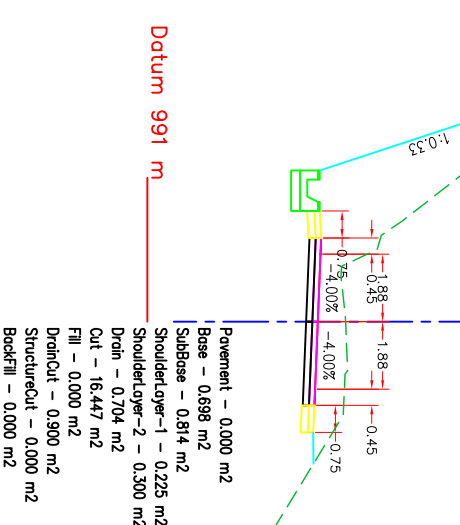 Datum 991 m
1:0.33
0.75
0.45
1.88
-4.00%
-4.00%
1.88
0.45
0.75
Pavement - 0.000 m2
Base - 0.698 m2
SubBase - 0.814 m2
ShoulderLayer-1 - 0.225 m2
ShoulderLayer-2 - 0.300 m2
Drain - 0.704 m2
Cut - 16.447 m2
Fill - 0.000 m2
DrainCut - 0.900 m2
StructureCut - 0.000 m2
BackFill - 0.000 m2